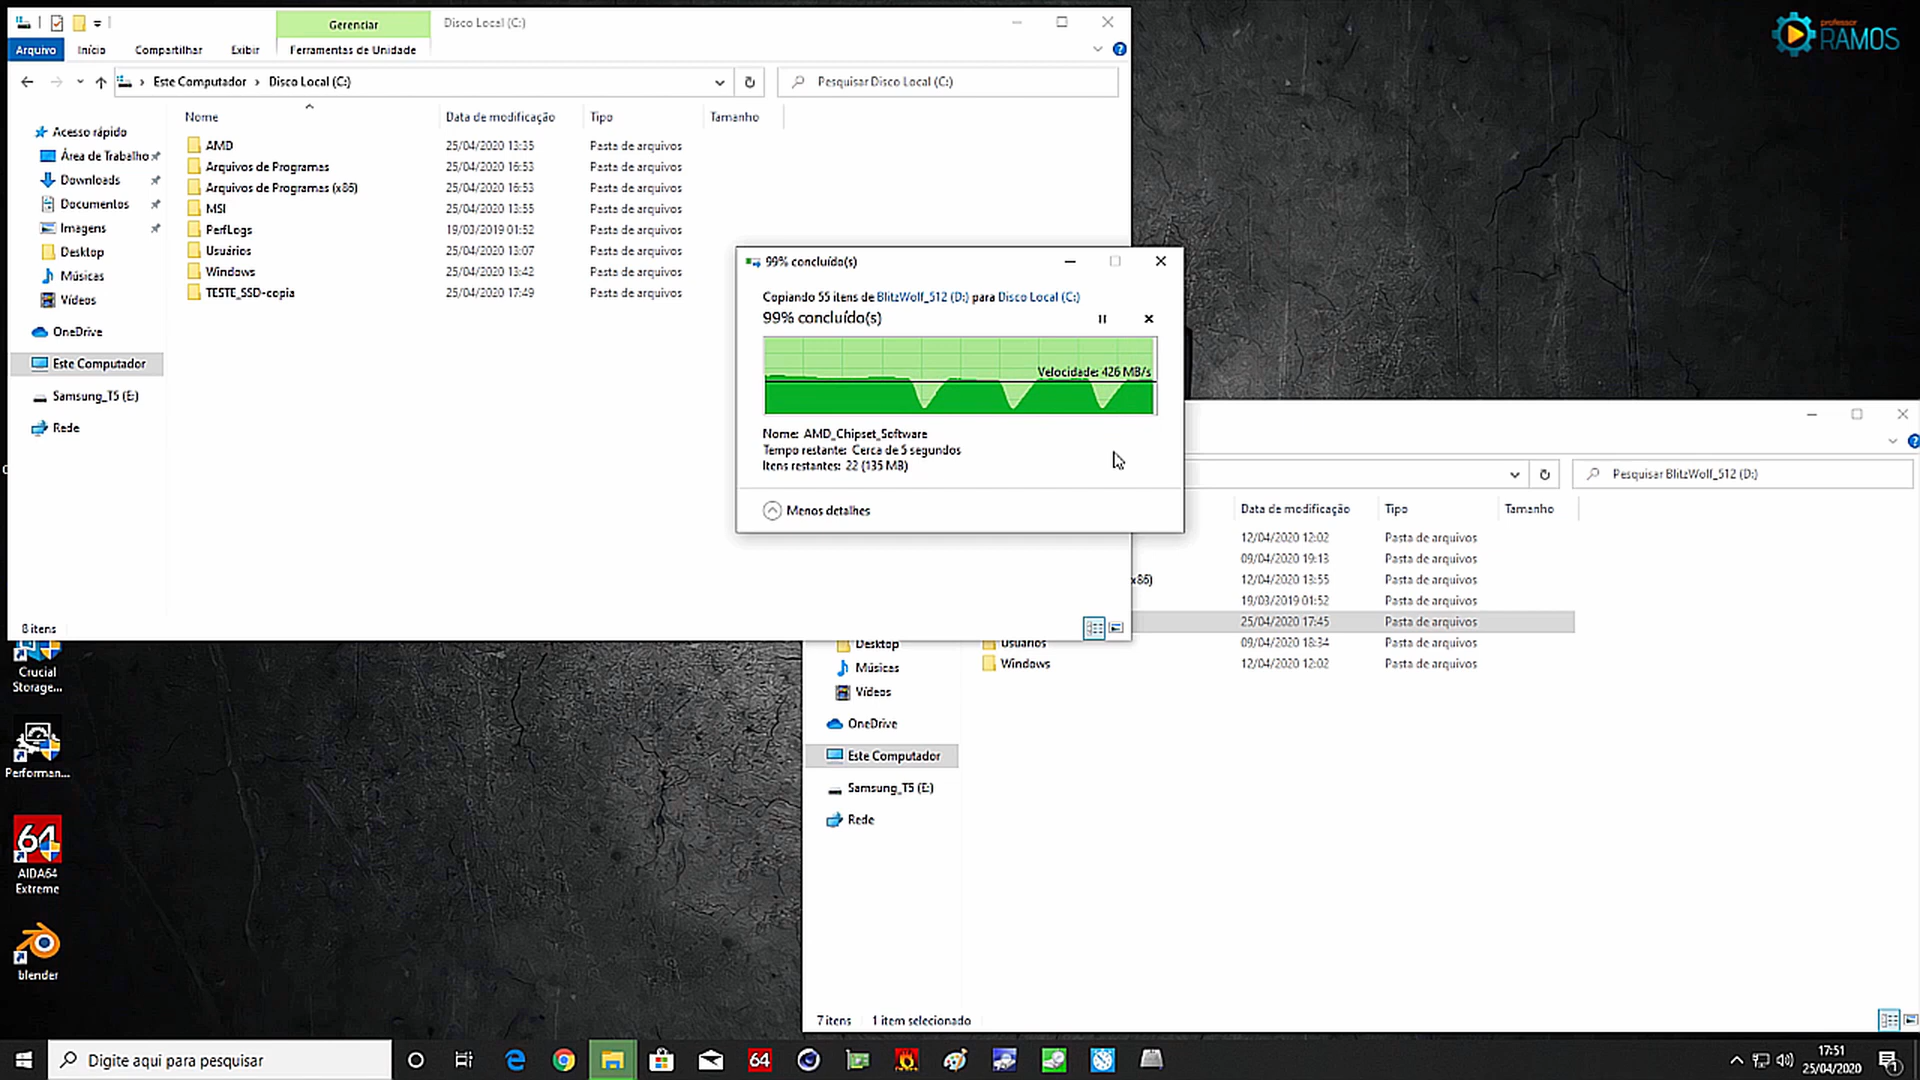 Gerenciar
Disco Local (C:)
professor
RAMOS
Arquivo
Início
Compartilhar
Exibir
Ferramentas de Unidade
Este Computador
Disco Local (C:)
Pesquisar Disco Local (C:)
Nome
Data de modificação
Tipo
Tamanho
Acesso rápido
Área de Trabalho
Downloads
Documentos
Imagens
Desktop
Músicas
Vídeos
OneDrive
Este Computador
Samsung_T5 (E:)
Rede
AMD 25/04/2020 13:35 Pasta de arquivos
Arquivos de Programas 25/04/2020 16:53 Pasta de arquivos
Arquivos de Programas (x86) 25/04/2020 16:53 Pasta de arquivos
MSI 25/04/2020 13:55 Pasta de arquivos
PerfLogs 19/03/2019 01:52 Pasta de arquivos
Usuários 25/04/2020 13:07 Pasta de arquivos
Windows 25/04/2020 13:42 Pasta de arquivos
TESTE_SSD-copia 25/04/2020 17:49 Pasta de arquivos
8 itens
99% concluído(s)
Copiando 55 itens de BlitzWolf_512 (D:) para Disco Local (C:)
99% concluído(s)
Velocidade: 426 MB/s
Nome: AMD_Chipset_Software
Tempo restante: Cerca de 5 segundos
Itens restantes: 22 (135 MB)
Menos detalhes
Pesquisar BlitzWolf_512 (D:)
Data de modificação
Tipo
Tamanho
12/04/2020 12:02 Pasta de arquivos
09/04/2020 19:13 Pasta de arquivos
x86) 12/04/2020 13:55 Pasta de arquivos
19/03/2019 01:52 Pasta de arquivos
25/04/2020 17:45 Pasta de arquivos
Usuários 09/04/2020 18:34 Pasta de arquivos
Windows 12/04/2020 12:02 Pasta de arquivos
Desktop
Músicas
Vídeos
OneDrive
Este Computador
Samsung_T5 (E:)
Rede
7 itens
1 item selecionado
Crucial
Storage...
Performan...
64
AIDA64
Extreme
blender
Digite aqui para pesquisar
64
17:51
25/04/2020
1